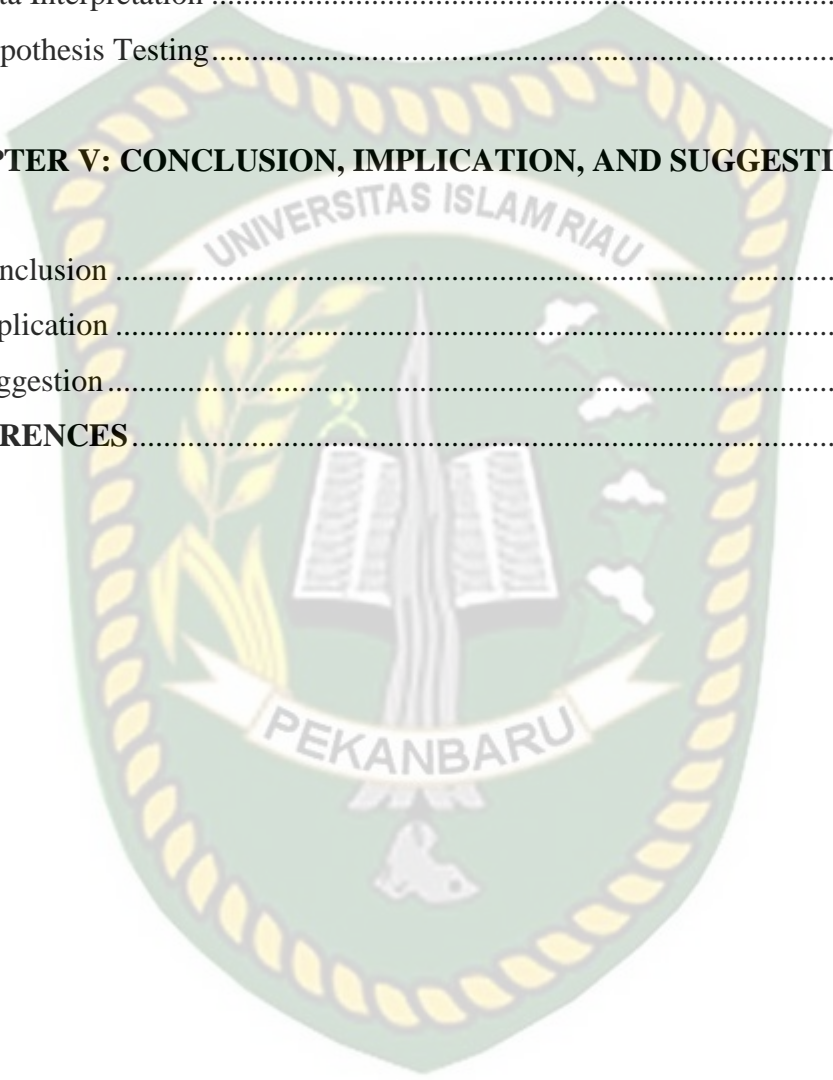 ta Interpretation ....................................................................................
pothesis Testing....................................................................................
PTER V: CONCLUSION, IMPLICATION, AND SUGGESTI
UNIVERSITAS ISLAM RIAU
nclusion ....................................................................................
plication ....................................................................................
ggestion....................................................................................
RENCES....................................................................................
PEKANBARU